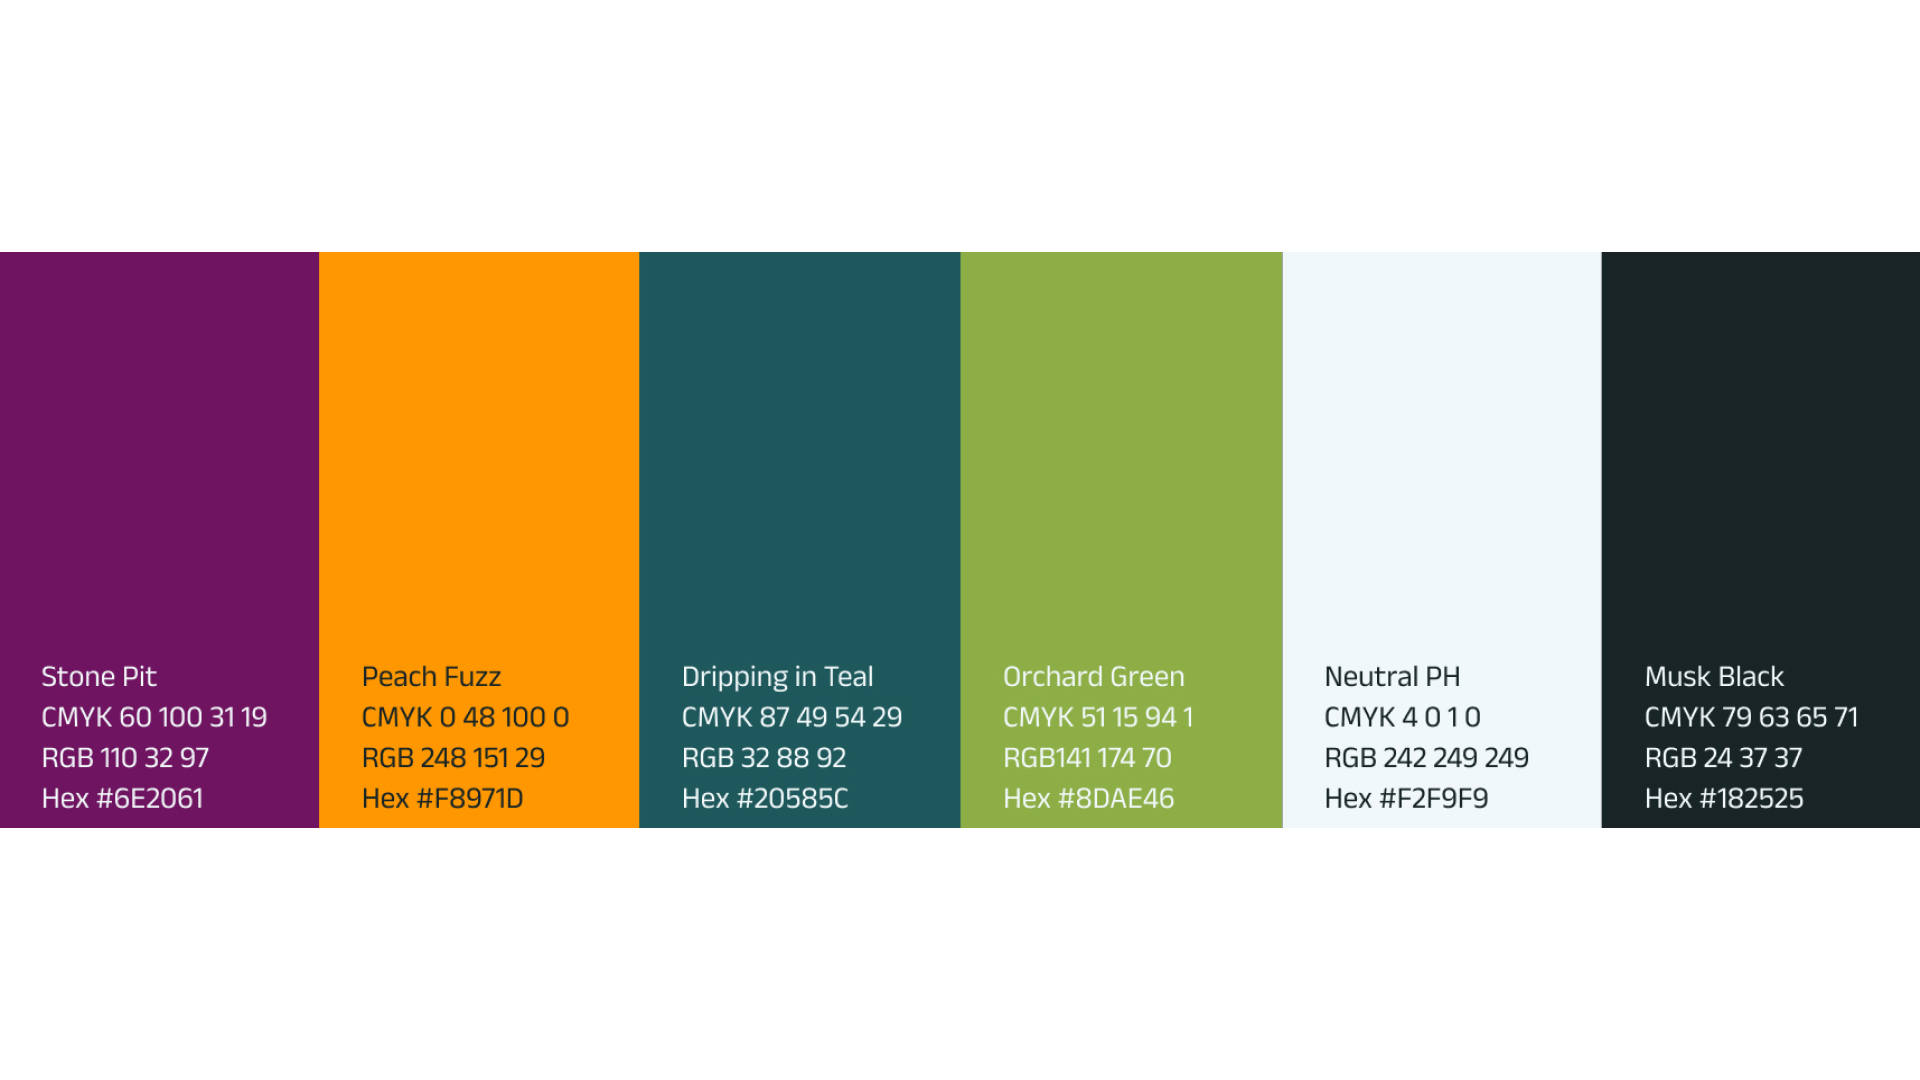 Stone Pit
CMYK 60 100 31 19
RGB 110 32 97
Hex #6E2061
Peach Fuzz
CMYK 0 48 100 0
RGB 248 151 29
Hex #F8971D
Dripping in Teal
CMYK 87 49 54 29
RGB 32 88 92
Hex #20585C
Orchard Green
CMYK 51 15 94 1
RGB141 174 70
Hex #8DAE46
Neutral PH
CMYK 4 0 1 0
RGB 242 249 249
Hex #F2F9F9
Musk Black
CMYK 79 63 65 71
RGB 24 37 37
Hex #182525